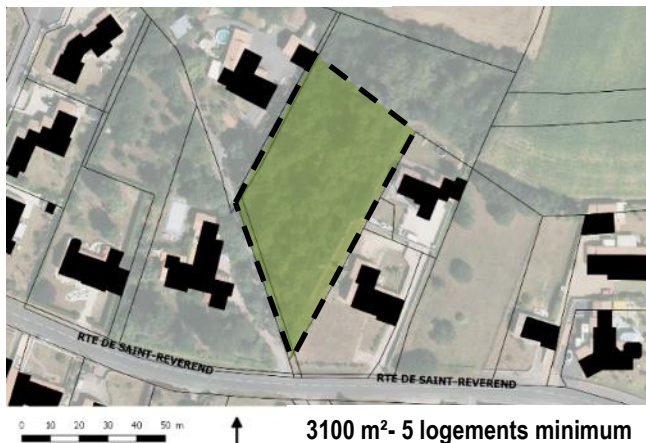 RTE DE SAINT-REVEREND
RTE DE SAINT-REVEREND
0 10 20 30 40 50 m
3100 m²- 5 logements minimum